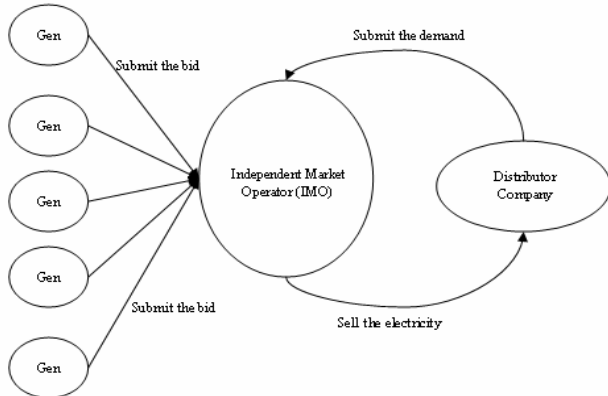 Gen
Submit the bid
Submit the demand
Gen
Independent Market
Operator (IMO)
Distributor
Company
Gen
Gen
Submit the bid
Sell the electricity
Gen